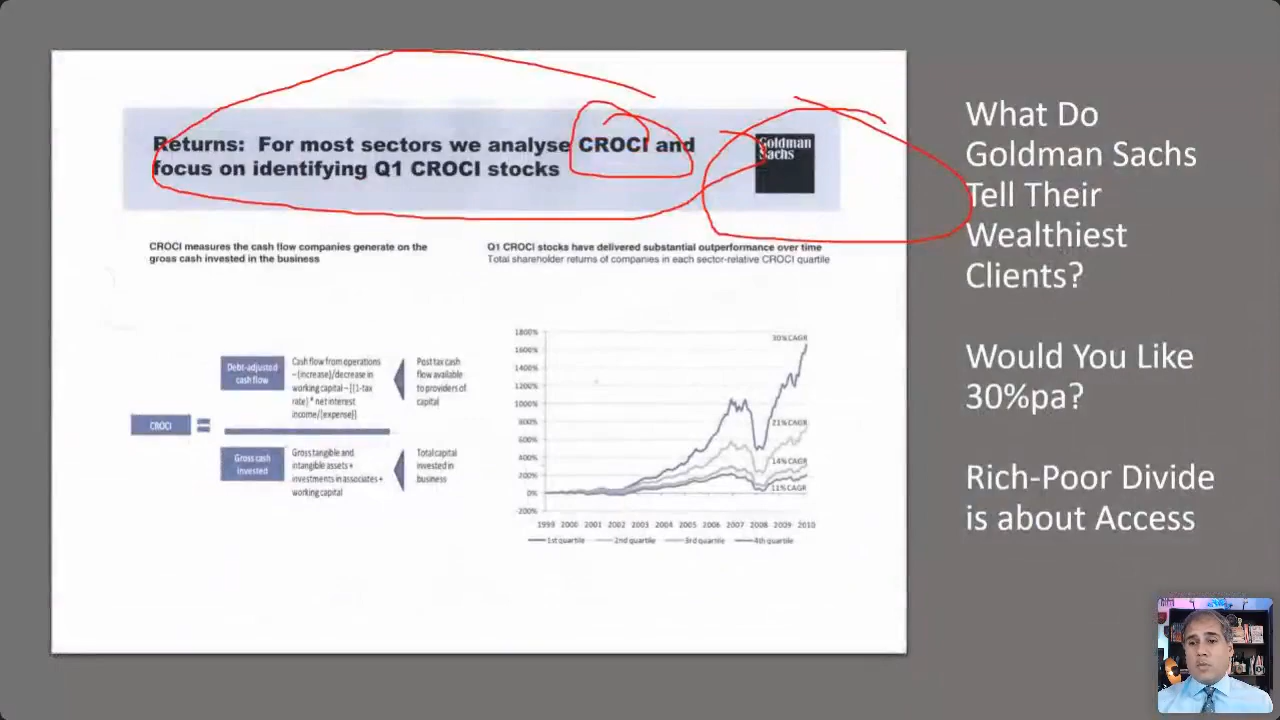 Returns: For most sectors we analyse CROCI and
focus on identifying Q1 CROCI stocks
Goldman
Sachs
CROCI measures the cash flow companies generate on the
gross cash invested in the business
Q1 CROCI stocks have delivered substantial outperformance over time
Total shareholder returns of companies in each sector-relative CROCI quartile
CROCI
=
Debt-adjusted
cash flow
Cash flow from operations
– (increase)/decrease in
working capital – [(1-tax
rate) * net interest
income/(expense)]
Post tax cash
flow available
to providers of
capital
Gross cash
invested
Gross tangible and
intangible assets +
investments in associates +
working capital
Total capital
invested in
business
1800%
1600%
1400%
1200%
1000%
800%
600%
400%
200%
0%
-200%
30% CAGR
21% CAGR
14% CAGR
11% CAGR
1999 2000 2001 2002 2003 2004 2005 2006 2007 2008 2009 2010
1st quartile 2nd quartile 3rd quartile 4th quartile
What Do
Goldman Sachs
Tell Their
Wealthiest
Clients?
Would You Like
30%pa?
Rich-Poor Divide
is about Access